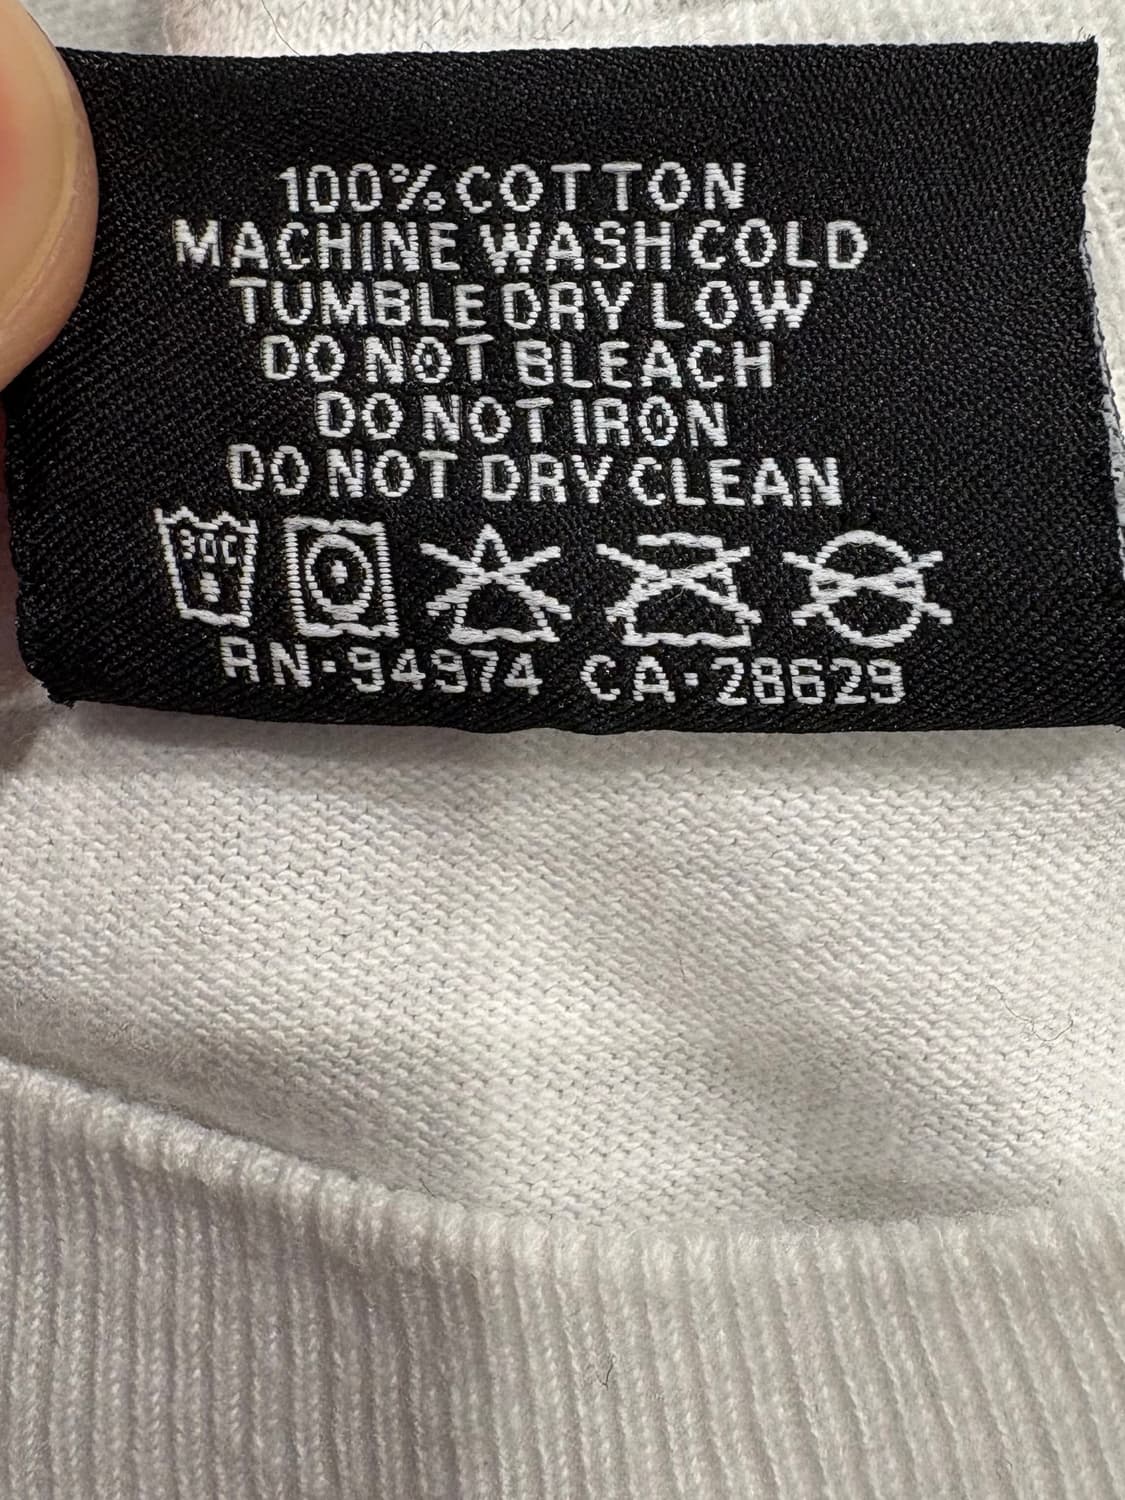 100% COTTON
MACHINE WASH COLD
TUMBLE DRY LOW
DO NOT BLEACH
DO NOT IRON
DO NOT DRY CLEAN
30C
RN-94974 CA-28629